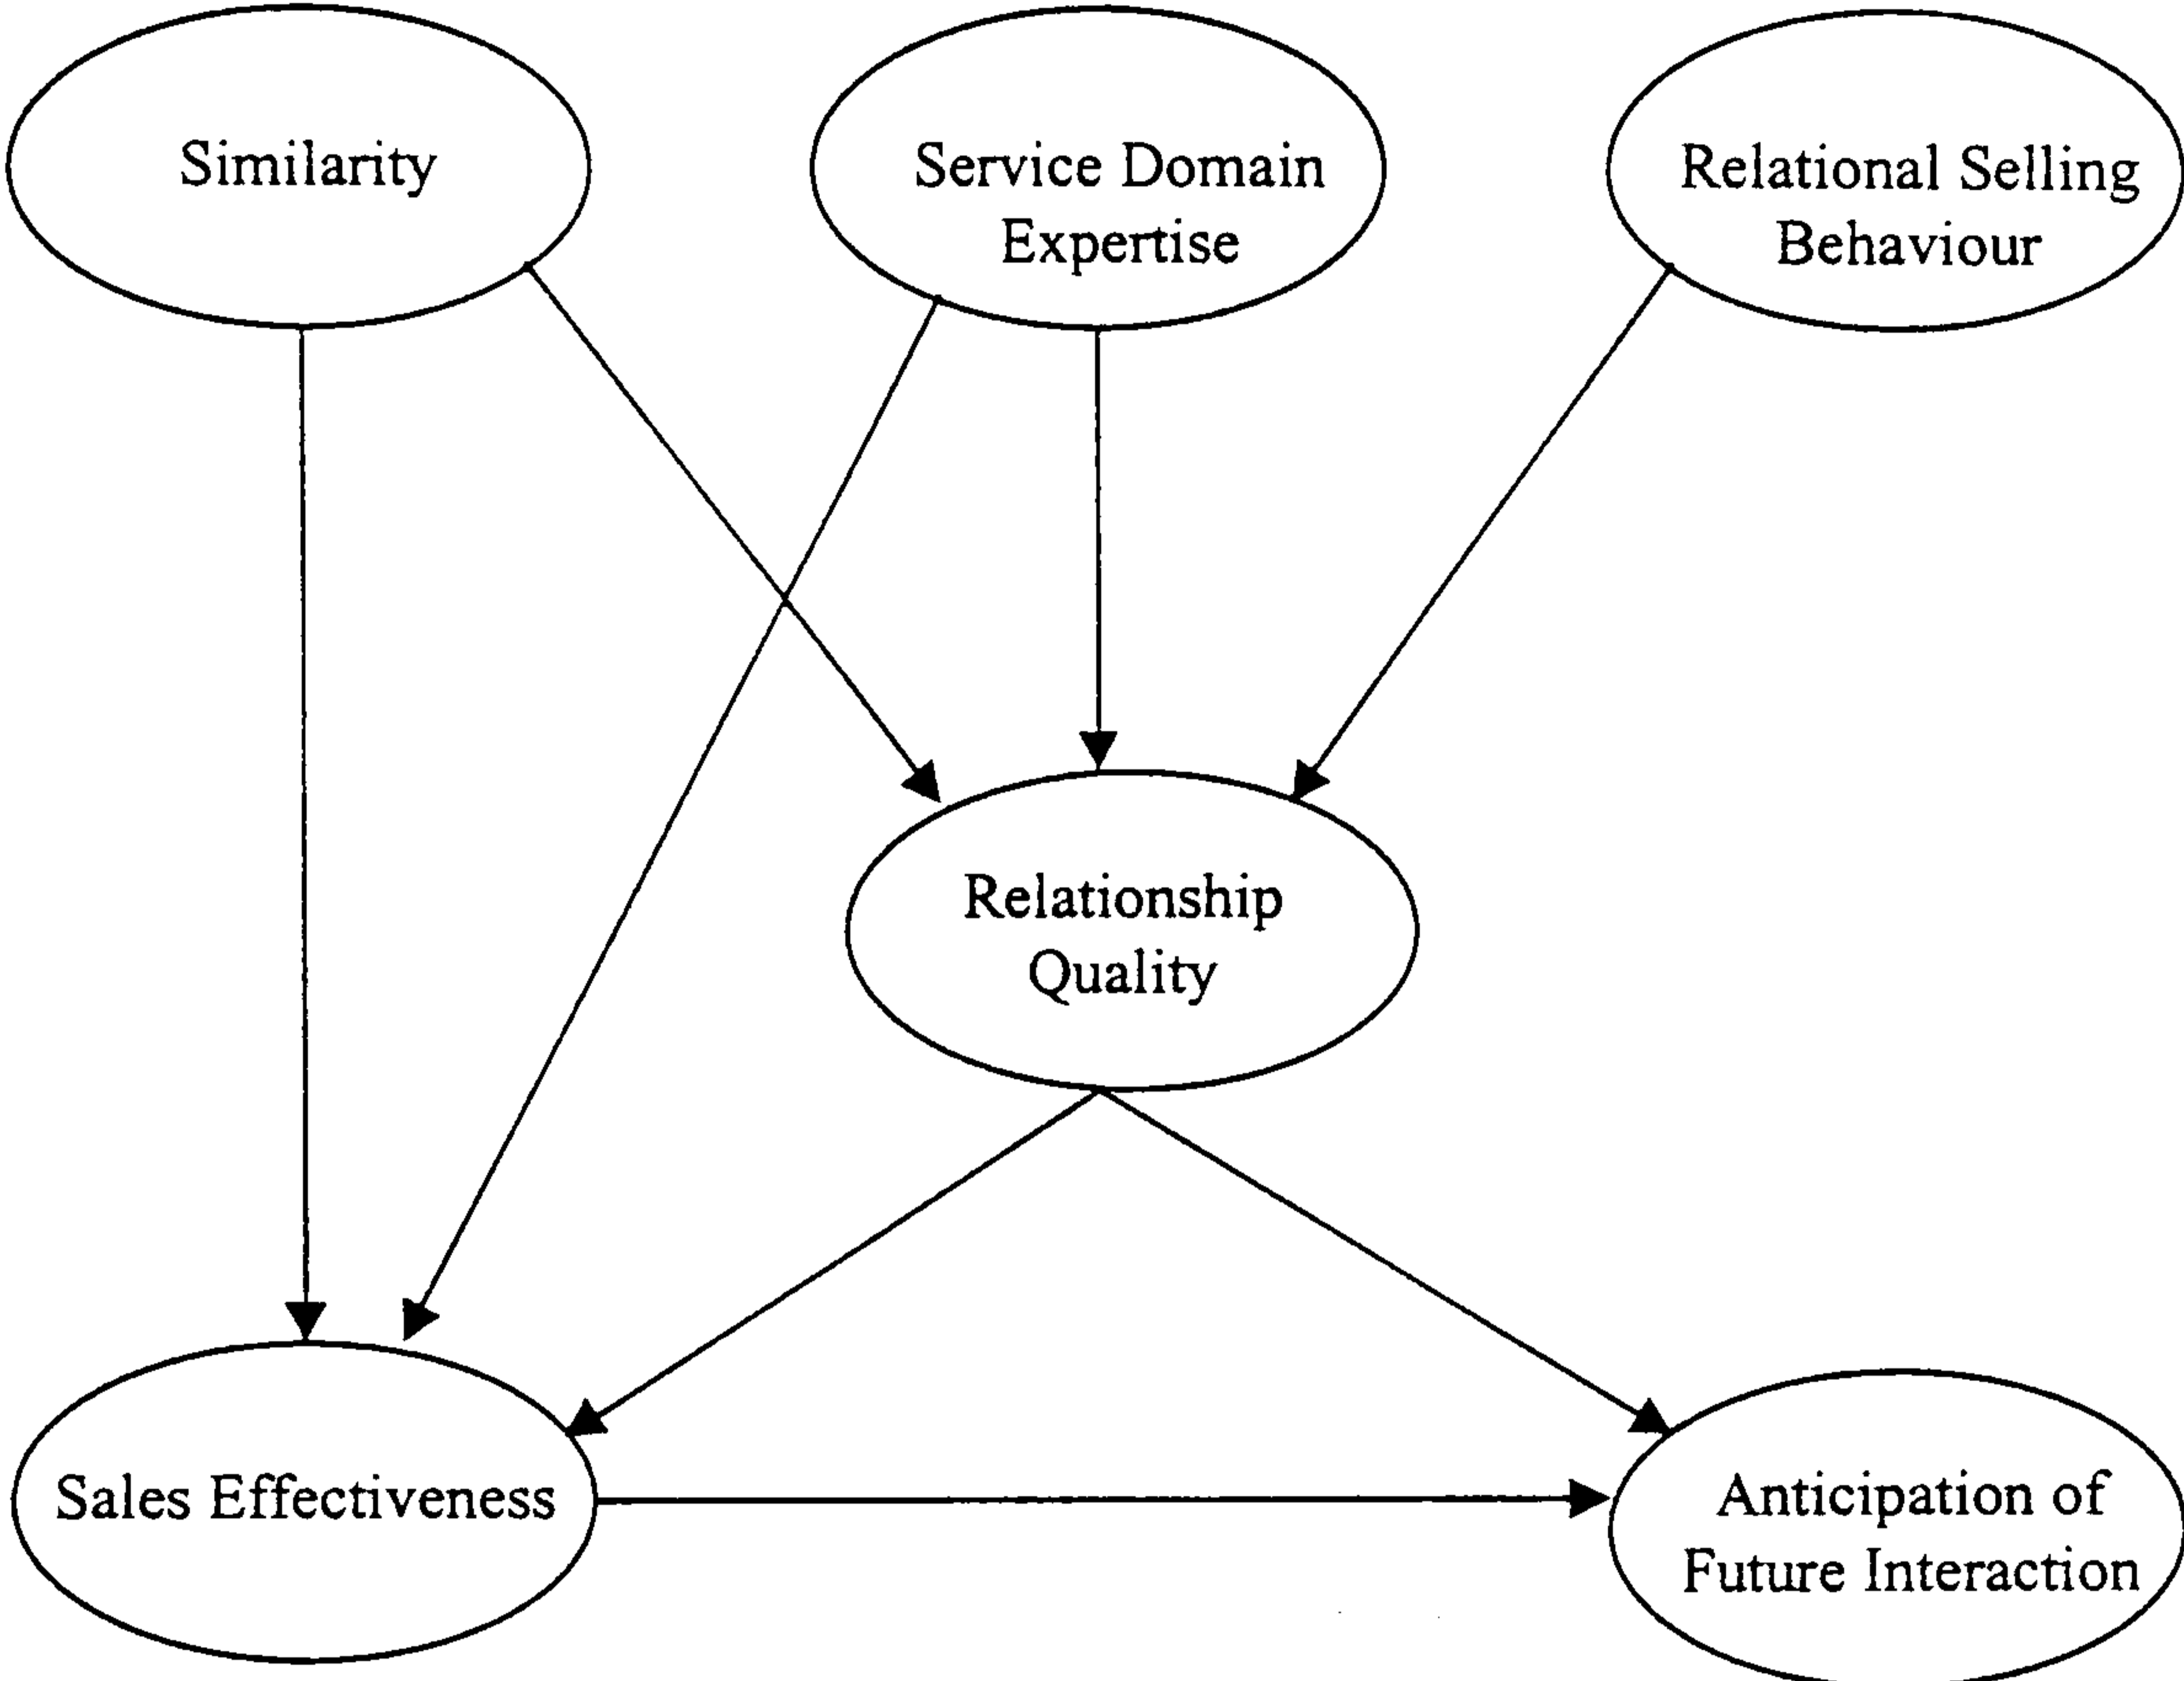 Similarity
Service Domain
Expertise
Relational Selling
Behaviour
Relationship
Quality
Sales Effectiveness
Anticipation of
Future Interaction